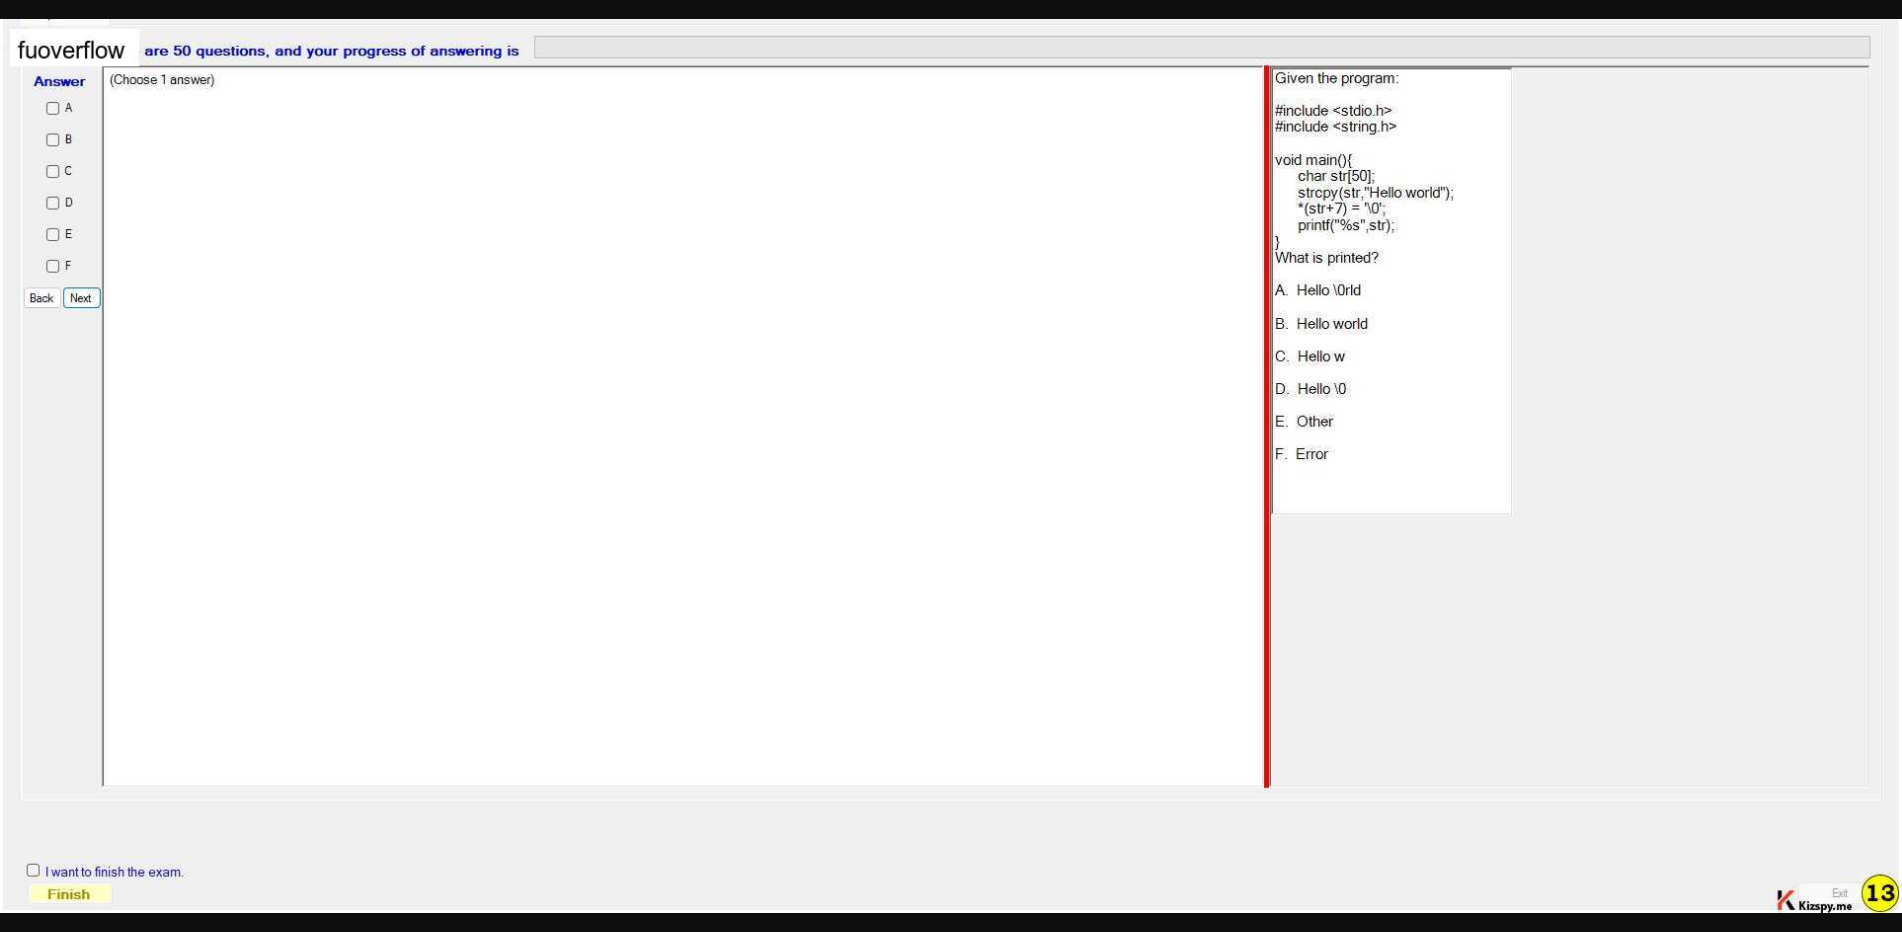 fuoverflow are 50 questions, and your progress of answering is
Answer
A
B
C
D
E
F
Back Next
(Choose 1 answer)
Given the program:
#include <stdio.h>
#include <string.h>
void main(){
char str[50];
strcpy(str,"Hello world");
*(str+7) = '\0';
printf("%s",str);
}
What is printed?
A. Hello \0rld
B. Hello world
C. Hello w
D. Hello \0
E. Other
F. Error
I want to finish the exam.
Finish
Exit
Kizspy.me
13